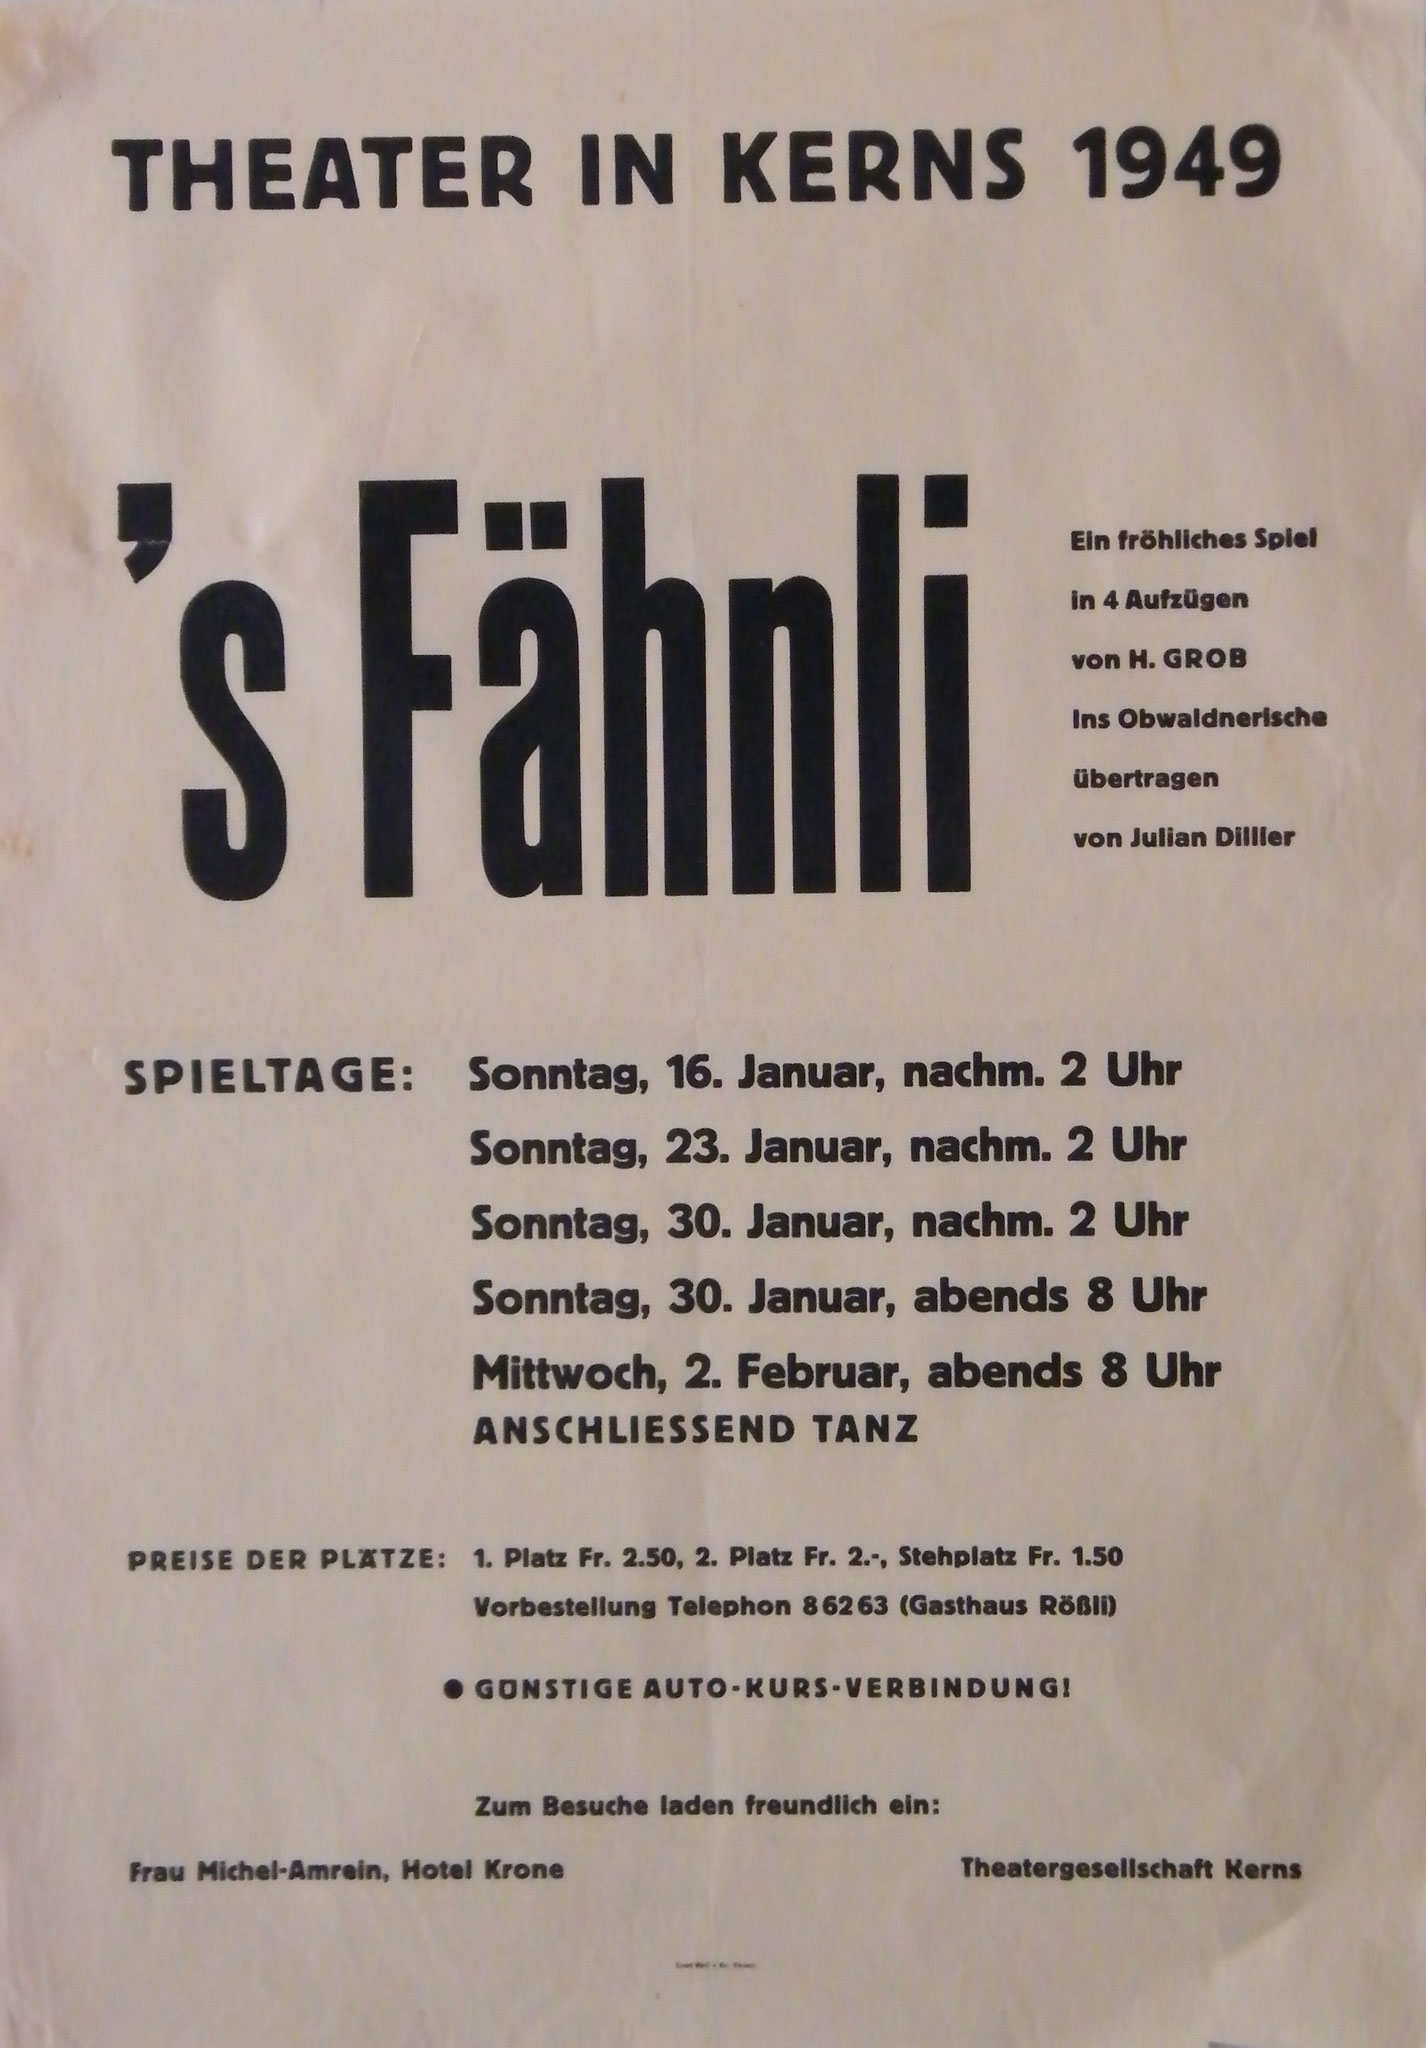 THEATER IN KERNS 1949
's Fähnli
Ein fröhliches Spiel
in 4 Aufzügen
von H. GROB
Ins Obwaldnerische
übertragen
von Julian Dillier
SPIELTAGE: Sonntag, 16. Januar, nachm. 2 Uhr
Sonntag, 23. Januar, nachm. 2 Uhr
Sonntag, 30. Januar, nachm. 2 Uhr
Sonntag, 30. Januar, abends 8 Uhr
Mittwoch, 2. Februar, abends 8 Uhr
ANSCHLIESSEND TANZ
PREISE DER PLÄTZE: 1. Platz Fr. 2.50, 2. Platz Fr. 2.-, Stehplatz Fr. 1.50
Vorbestellung Telephon 8 62 63 (Gasthaus Rößli)
● GÜNSTIGE AUTO-KURS-VERBINDUNG!
Zum Besuche laden freundlich ein:
Frau Michel-Amrein, Hotel Krone Theatergesellschaft Kerns